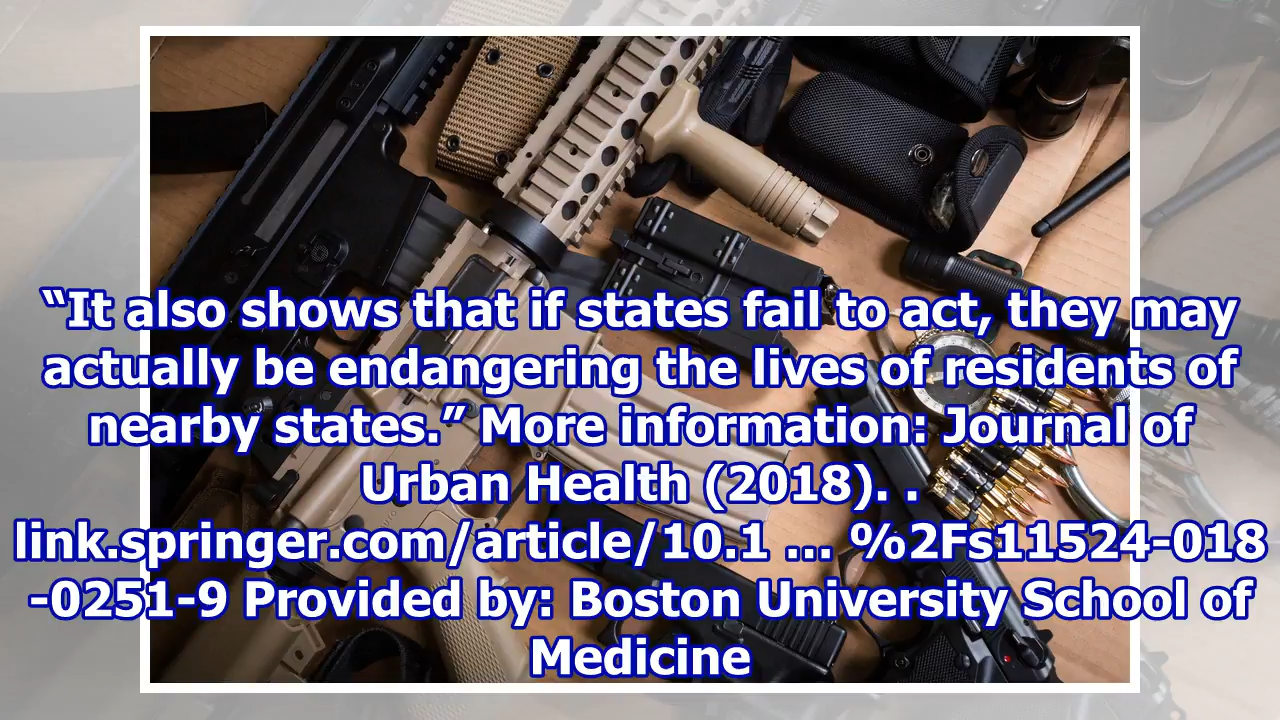 “It also shows that if states fail to act, they may
actually be endangering the lives of residents of
nearby states.” More information: Journal of
Urban Health (2018). .
link.springer.com/article/10.1 ... %2Fs11524-018
-0251-9 Provided by: Boston University School of
Medicine